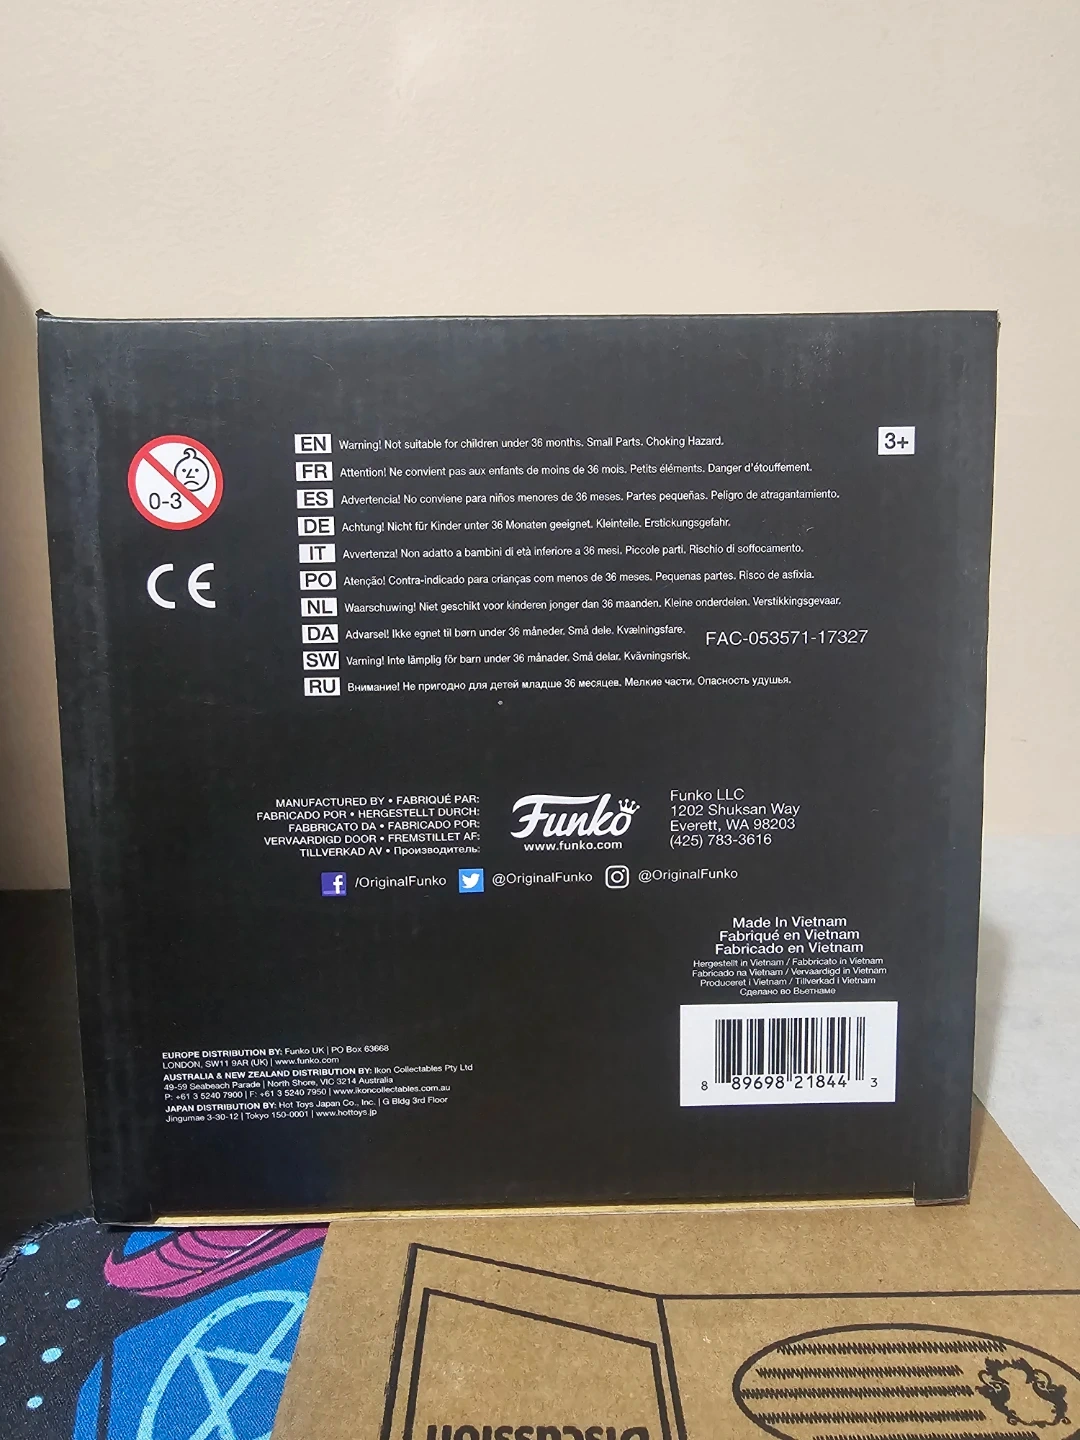 0-3
CE
3+
EN Warning! Not suitable for children under 36 months. Small Parts. Choking Hazard.
FR Attention! Ne convient pas aux enfants de moins de 36 mois. Petits éléments. Danger d'étouffement.
ES Advertencia! No conviene para niños menores de 36 meses. Partes pequeñas. Peligro de atragantamiento.
DE Achtung! Nicht für Kinder unter 36 Monaten geeignet. Kleinteile. Erstickungsgefahr.
IT Avvertenza! Non adatto a bambini di età inferiore a 36 mesi. Piccole parti. Rischio di soffocamento.
PO Atenção! Contra-indicado para crianças com menos de 36 meses. Pequenas partes. Risco de asfixia.
NL Waarschuwing! Niet geschikt voor kinderen jonger dan 36 maanden. Kleine onderdelen. Verstikkingsgevaar.
DA Advarsel! Ikke egnet til børn under 36 måneder. Små dele. Kvælningsfare.
FAC-053571-17327
SW Varning! Inte lämplig för barn under 36 månader. Små delar. Kvävningsrisk.
RU Внимание! Не пригодно для детей младше 36 месяцев. Мелкие части. Опасность удушья.
MANUFACTURED BY • FABRIQUÉ PAR:
FABRICADO POR • HERGESTELLT DURCH:
FABBRICATO DA • FABRICADO POR:
VERVAARDIGD DOOR • FREMSTILLET AF:
TILLVERKAD AV • Производитель:
Funko
www.funko.com
Funko LLC
1202 Shuksan Way
Everett, WA 98203
(425) 783-3616
/OriginalFunko @OriginalFunko @OriginalFunko
Made In Vietnam
Fabriqué en Vietnam
Fabricado en Vietnam
Hergestellt in Vietnam / Fabbricato in Vietnam
Fabricado na Vietnam / Vervaardigd in Vietnam
Produceret i Vietnam / Tillverkad i Vietnam
Сделано во Вьетнаме
8 89698 21844 3
EUROPE DISTRIBUTION BY: Funko UK | PO Box 63668
LONDON, SW11 9AR (UK) | www.funko.com
AUSTRALIA & NEW ZEALAND DISTRIBUTION BY: Ikon Collectables Pty Ltd
49-59 Seabeach Parade | North Shore, VIC 3214 Australia
P: +61 3 5240 7900 | F: +61 3 5240 7950 | www.ikoncollectables.com.au
JAPAN DISTRIBUTION BY: Hot Toys Japan Co., Inc. | G Bldg 3rd Floor
Jingumae 3-30-12 | Tokyo 150-0001 | www.hottoys.jp
Discussion